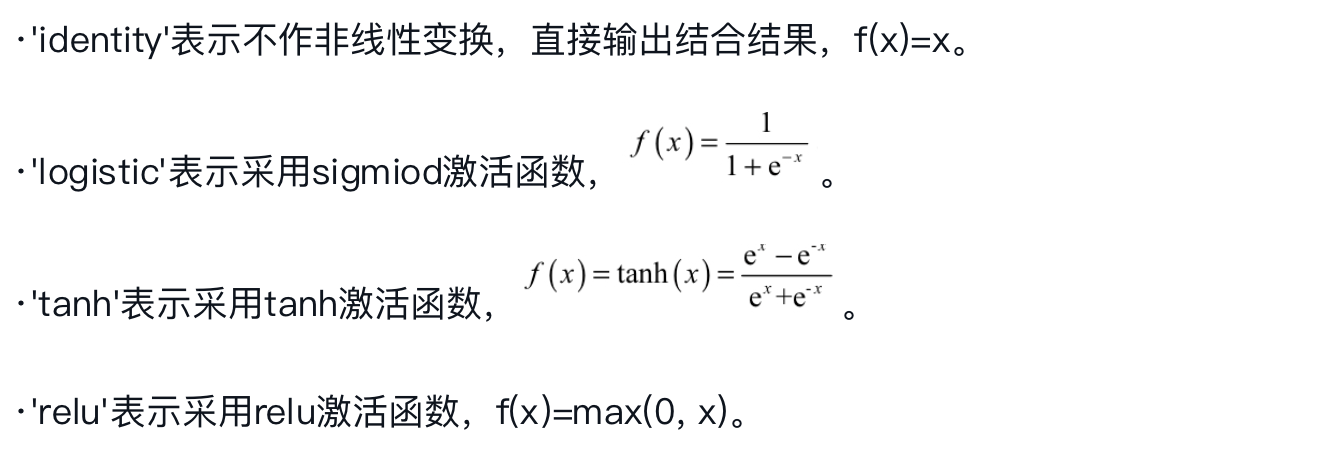 ·'identity'表示不作非线性变换，直接输出结合结果，f(x)=x。
·'logistic'表示采用sigmiod激活函数，f(x)=1/(1+e^{-x})。
·'tanh'表示采用tanh激活函数，f(x)=tanh(x)=(e^{x}-e^{-x})/(e^{x}+e^{-x})。
·'relu'表示采用relu激活函数，f(x)=max(0, x)。